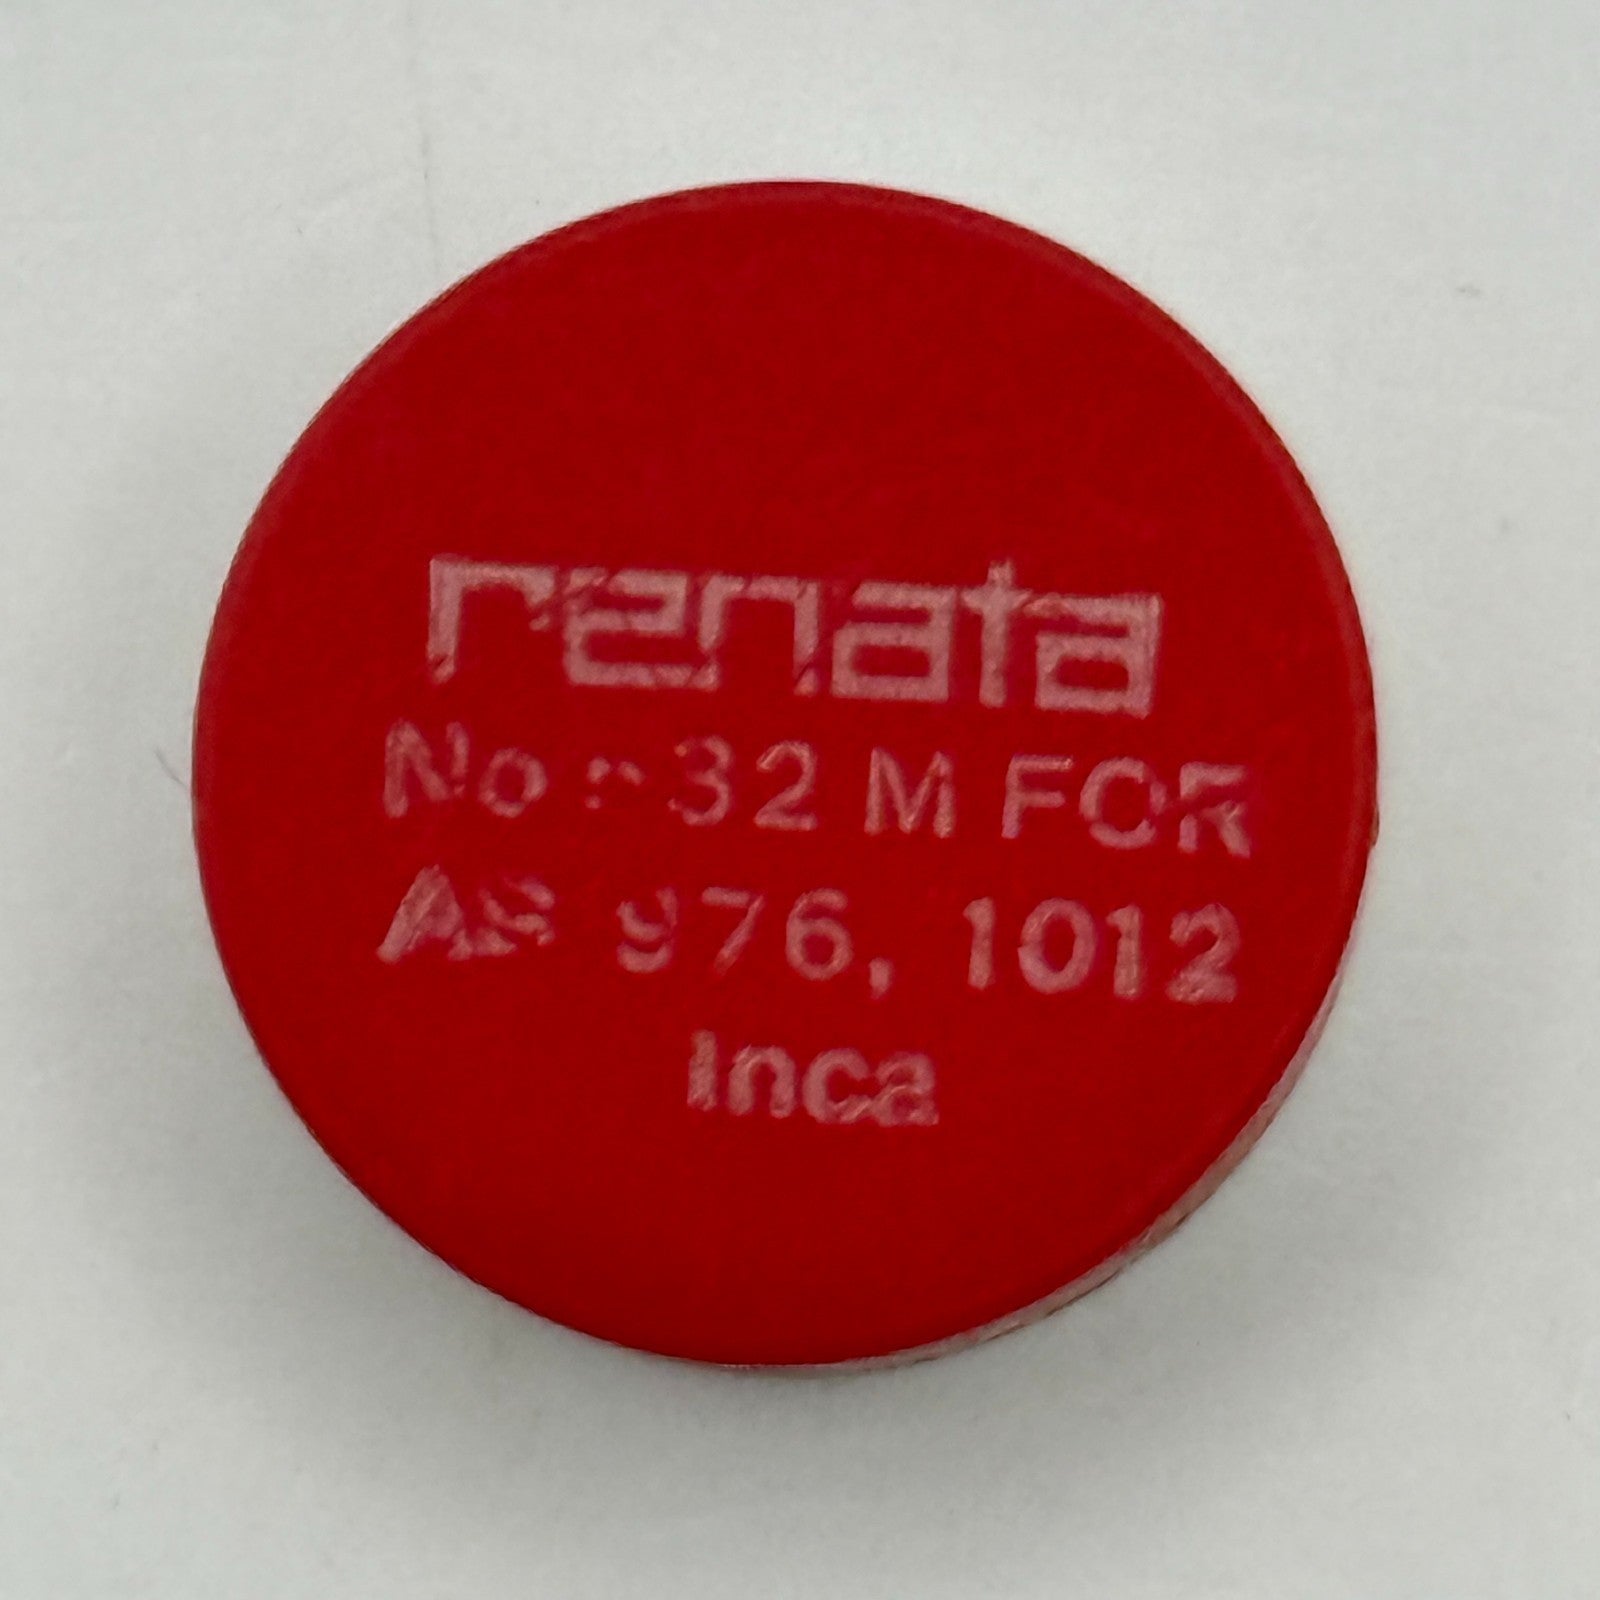 renata
No 32 M FOR
AS 976, 1012
Inca